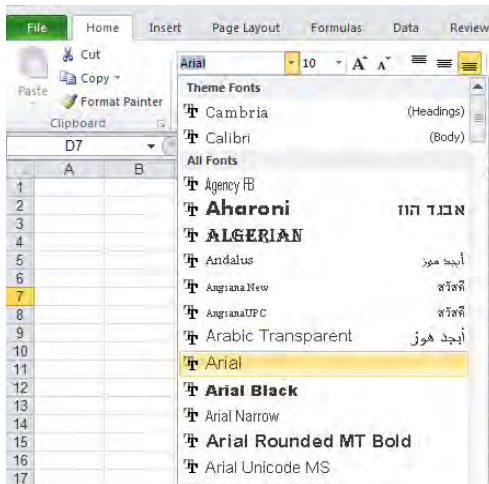 File Home Insert Page Layout Formulas Data Review
Cut
Copy
Format Painter
Paste
Clipboard
Arial 10 A A
D7
A B
1
2
3
4
5
6
7
8
9
10
11
12
13
14
15
16
17
Theme Fonts
Cambria (Headings)
Calibri (Body)
All Fonts
Agency FB
Aharoni אבגד הוז
ALGERIAN
Andalus أبجد هوز
Angsana New สวัสดี
AngsanaUPC สวัสดี
Arabic Transparent أبجد هوز
Arial
Arial Black
Arial Narrow
Arial Rounded MT Bold
Arial Unicode MS